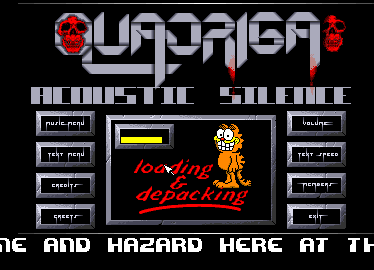 QUADRIGA
ACOUSTIC SILENCE
MUSIC MENU
VOLUME
TEXT MENU
TEXT SPEED
CREDITS
MEMBERS
GREETS
EXIT
loading
&
depacking
NE AND HAZARD HERE AT TH